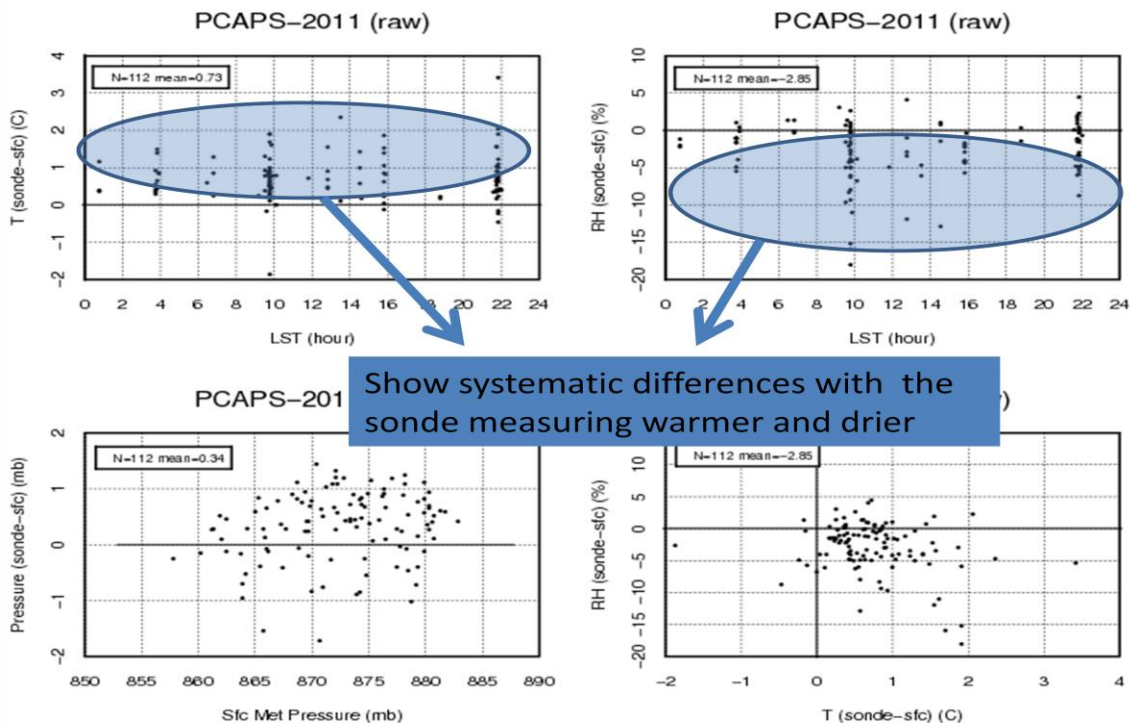 PCAPS-2011 (raw)
N=112 mean=0.73
T (sonde-sfc) (C)
4
3
2
1
0
-1
-2
0 2 4 6 8 10 12 14 16 18 20 22 24
LST (hour)
PCAPS-2011 (raw)
N=112 mean=-2.85
RH (sonde-sfc) (%)
10
5
0
-5
-10
-15
-20
0 2 4 6 8 10 12 14 16 18 20 22 24
LST (hour)
Show systematic differences with the
sonde measuring warmer and drier
PCAPS-201
N=112 mean=0.34
Pressure (sonde-sfc) (mb)
2
1
0
-1
-2
850 855 860 865 870 875 880 885 890
Sfc Met Pressure (mb)
)
N=112 mean=-2.85
RH (sonde-sfc) (%)
10
5
0
-5
-10
-15
-20
-2 -1 0 1 2 3 4
T (sonde-sfc) (C)